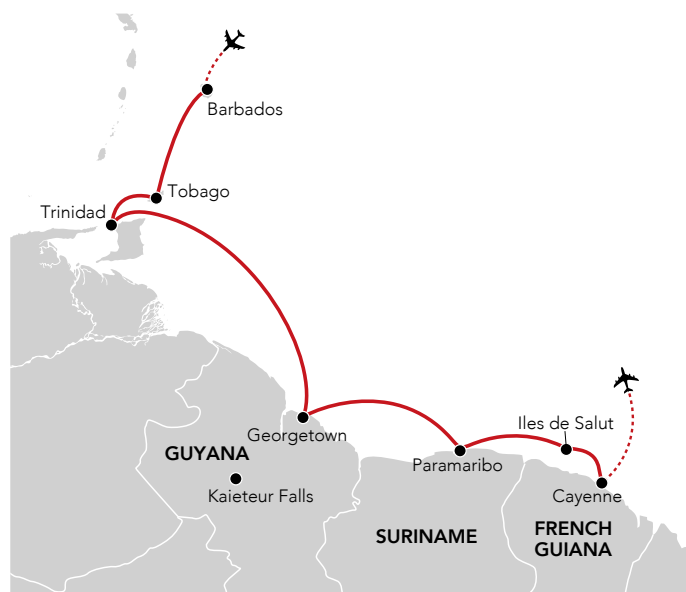 Barbados
Tobago
Trinidad
Iles de Salut
Georgetown
GUYANA
Paramaribo
Kaieteur Falls
Cayenne
FRENCH
GUIANA
SURINAME